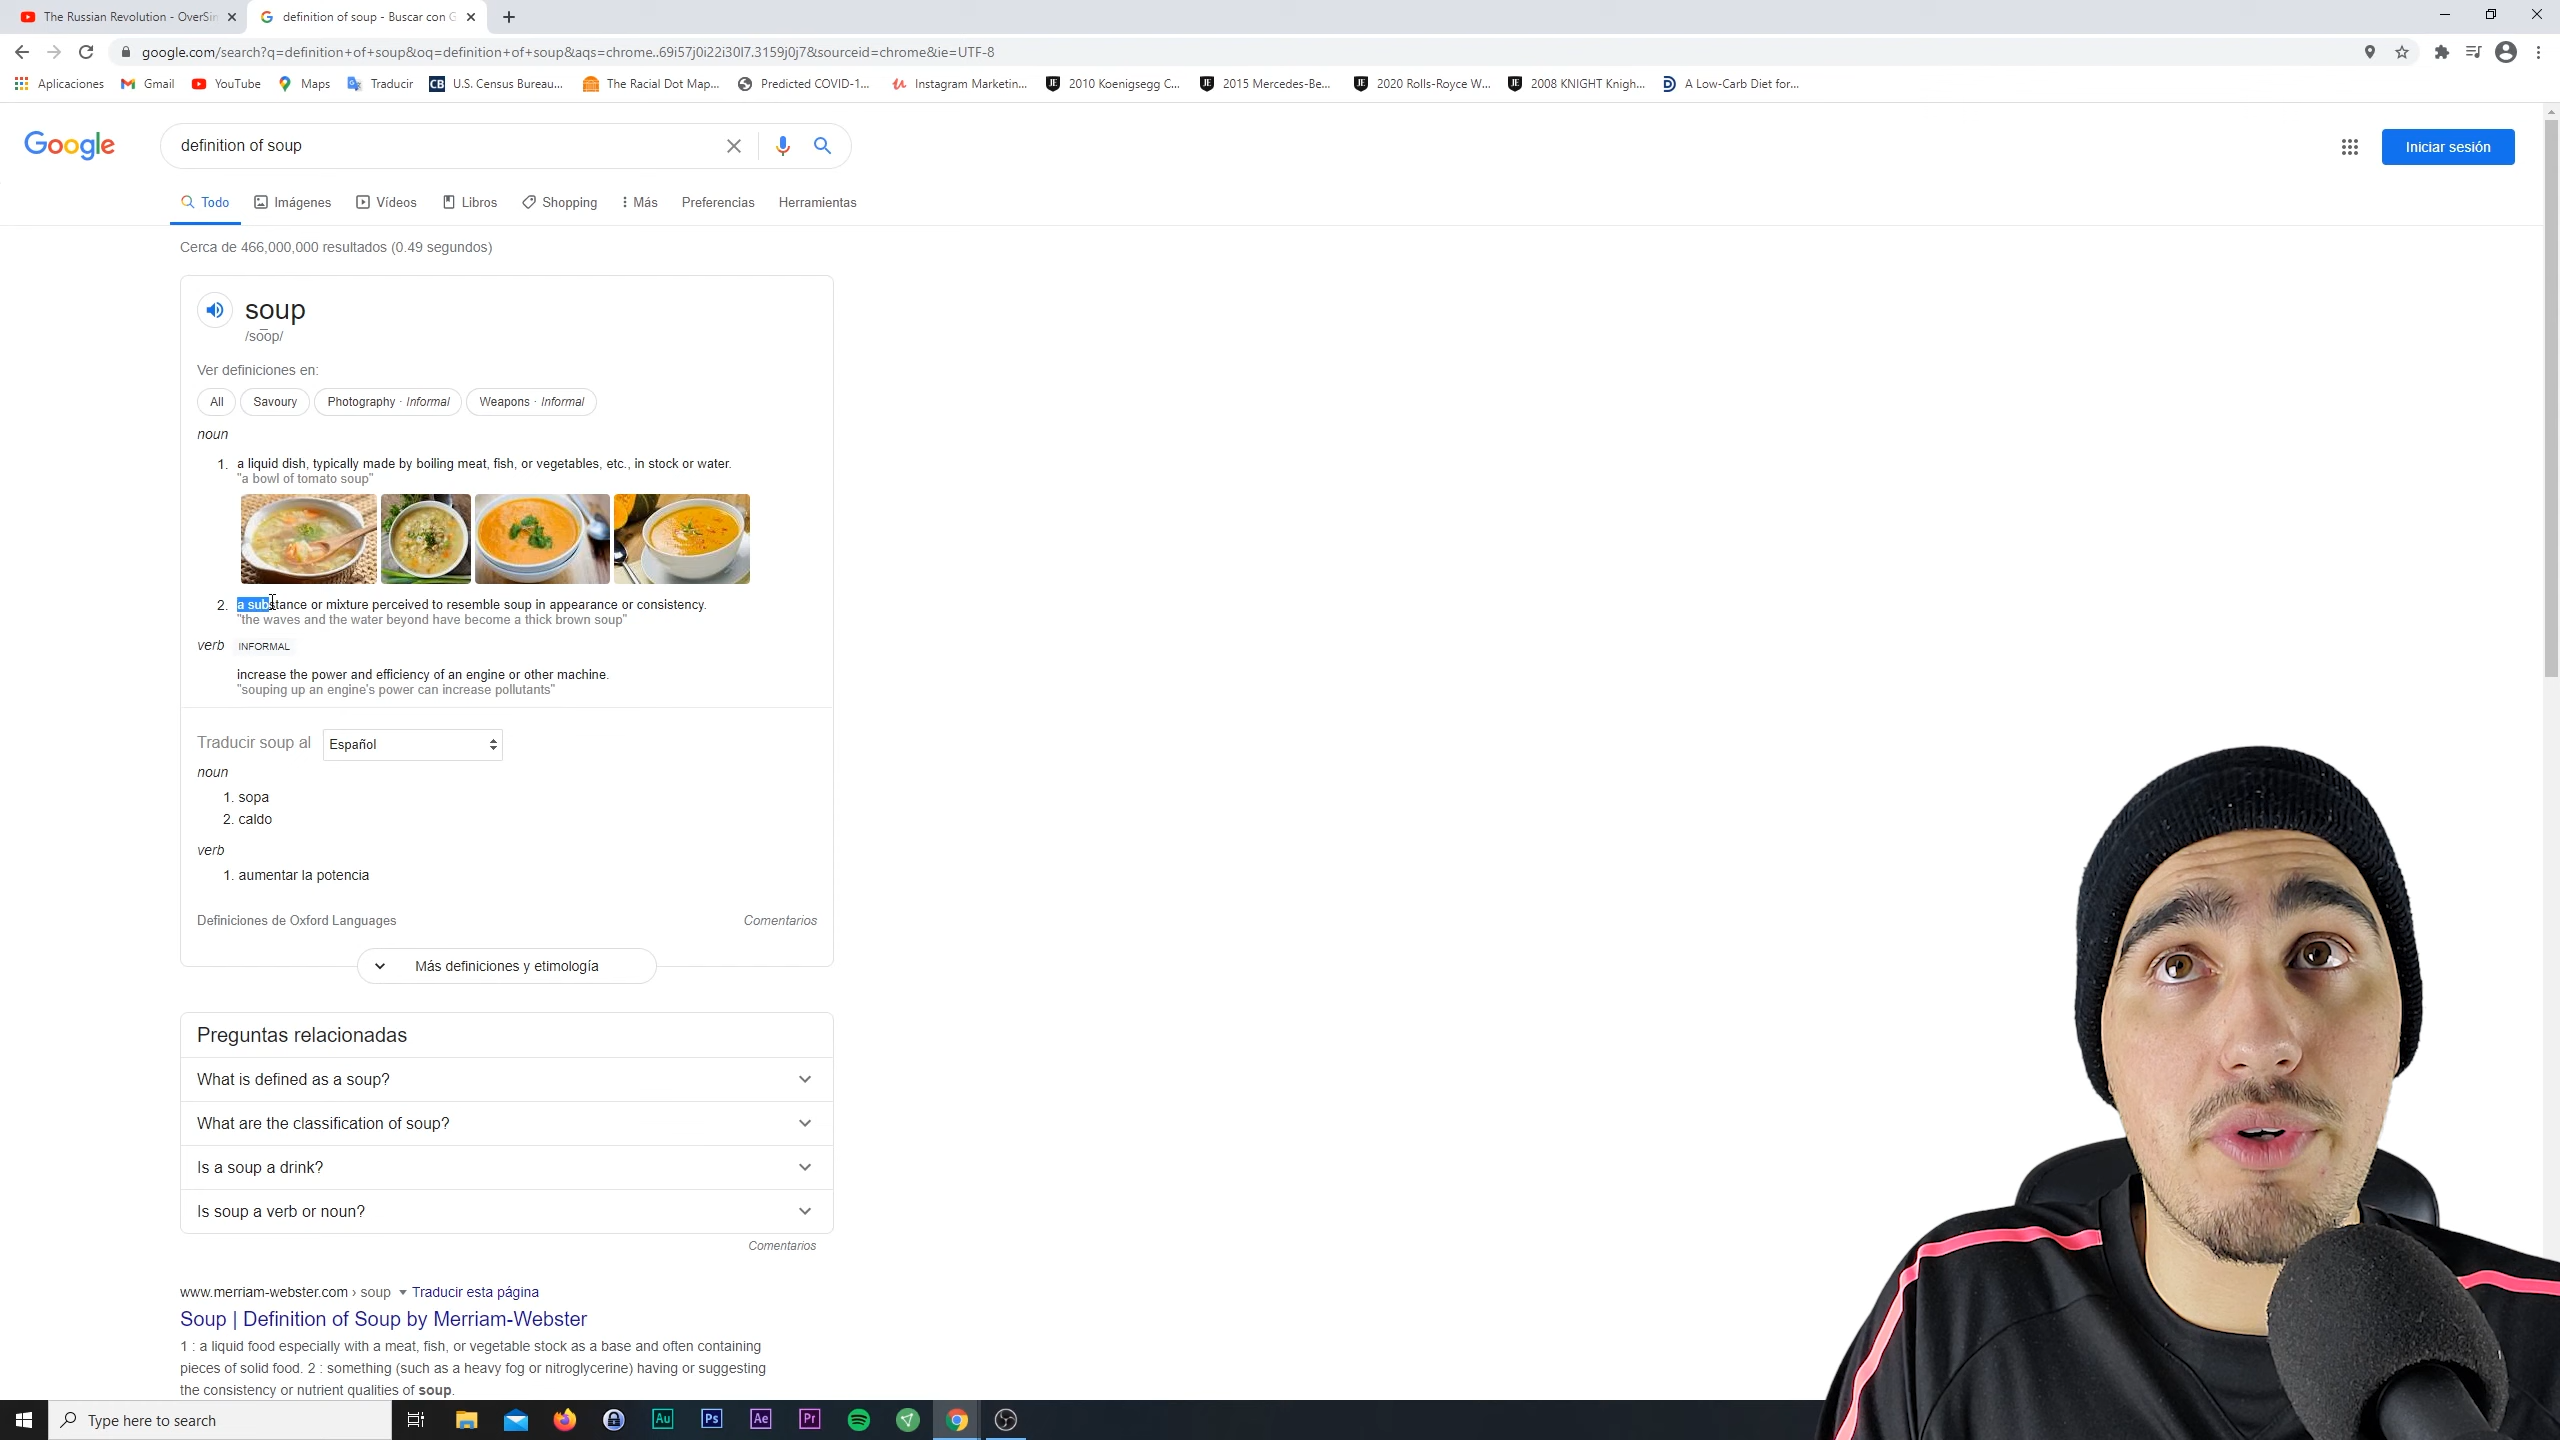 The Russian Revolution - OverSin
definition of soup - Buscar con G
google.com/search?q=definition+of+soup&oq=definition+of+soup&aqs=chrome..69i57j0i22i30l7.3159j0j7&sourceid=chrome&ie=UTF-8
Aplicaciones Gmail YouTube Maps Traducir CB U.S. Census Bureau... The Racial Dot Map... Predicted COVID-1... Instagram Marketin... JE 2010 Koenigsegg C... JE 2015 Mercedes-Be... JE 2020 Rolls-Royce W... JE 2008 KNIGHT Knigh... A Low-Carb Diet for...
Google definition of soup Iniciar sesión
Todo Imágenes Vídeos Libros Shopping Más Preferencias Herramientas
Cerca de 466,000,000 resultados (0.49 segundos)
soup
/so͞op/
Ver definiciones en:
All Savoury Photography · Informal Weapons · Informal
noun
1. a liquid dish, typically made by boiling meat, fish, or vegetables, etc., in stock or water.
"a bowl of tomato soup"
2. a substance or mixture perceived to resemble soup in appearance or consistency.
"the waves and the water beyond have become a thick brown soup"
verb INFORMAL
increase the power and efficiency of an engine or other machine.
"souping up an engine's power can increase pollutants"
Traducir soup al Español
noun
1. sopa
2. caldo
verb
1. aumentar la potencia
Definiciones de Oxford Languages Comentarios
Más definiciones y etimología
Preguntas relacionadas
What is defined as a soup?
What are the classification of soup?
Is a soup a drink?
Is soup a verb or noun?
Comentarios
www.merriam-webster.com › soup Traducir esta página
Soup | Definition of Soup by Merriam-Webster
1 : a liquid food especially with a meat, fish, or vegetable stock as a base and often containing
pieces of solid food. 2 : something (such as a heavy fog or nitroglycerine) having or suggesting
the consistency or nutrient qualities of soup.
Type here to search Au Ps Ae Pr